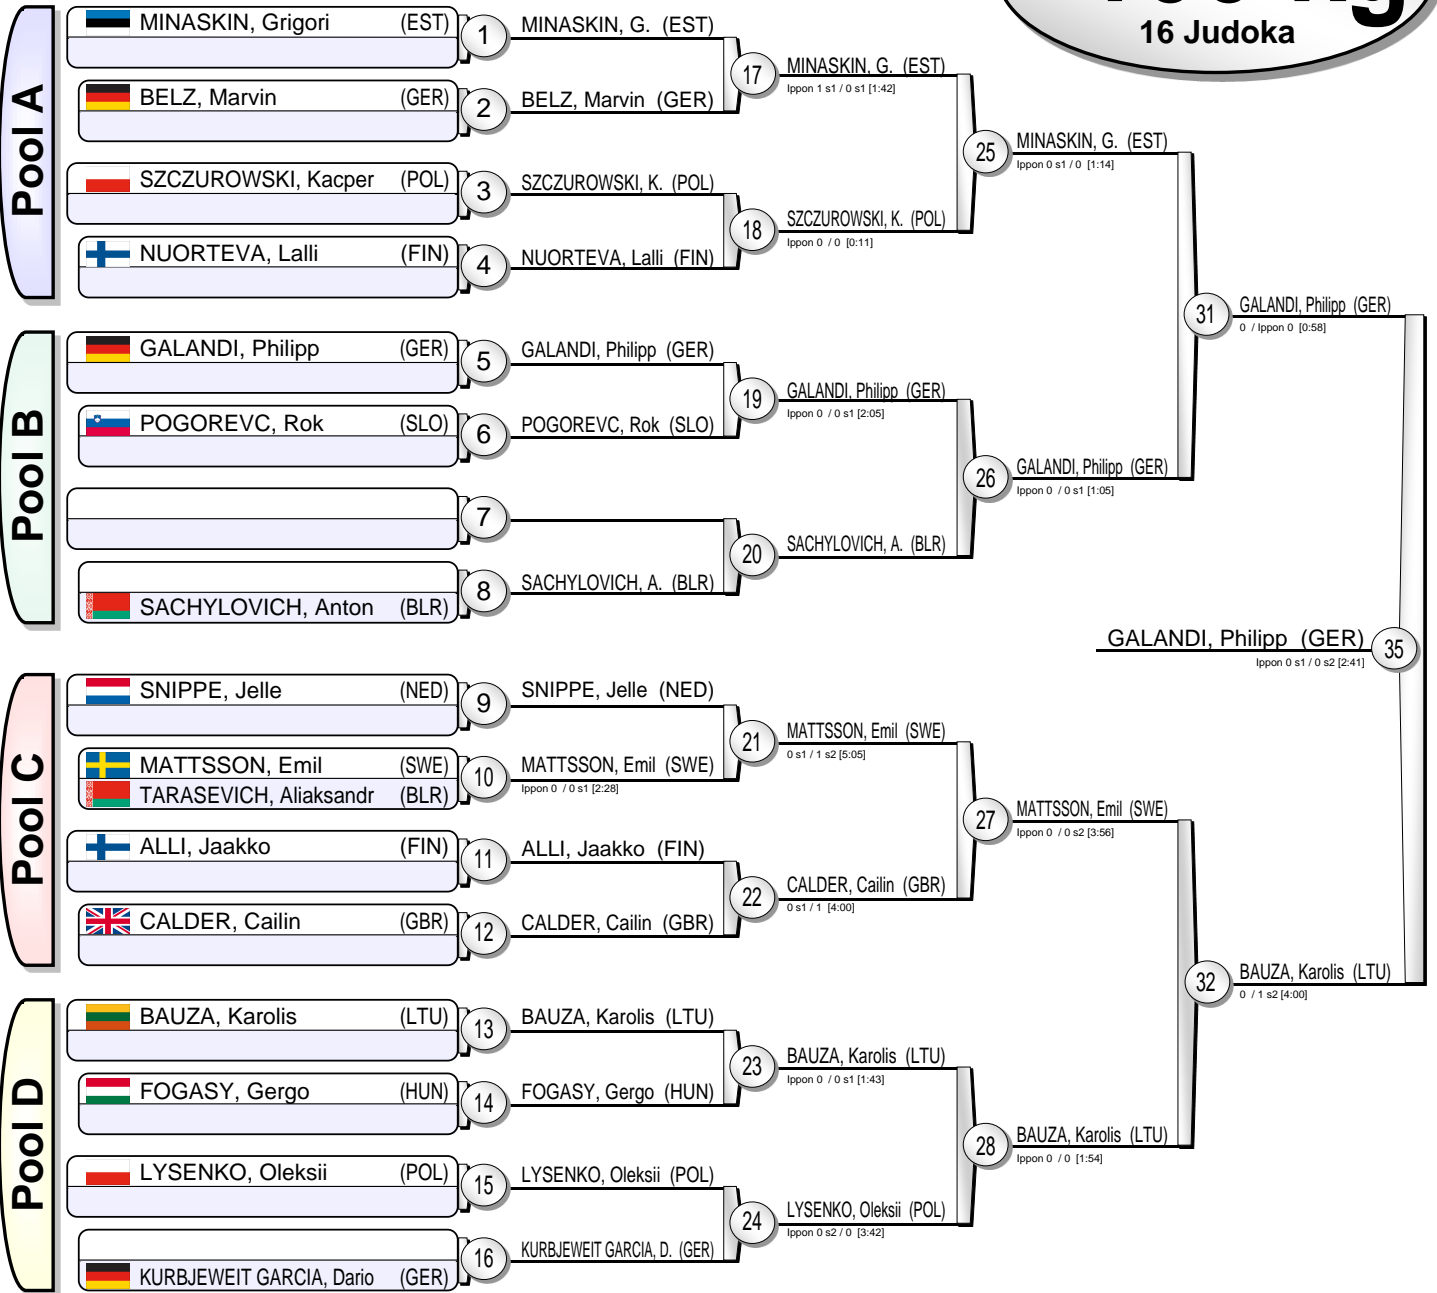 16 Judoka
Pool A
MINASKIN, Grigori (EST)
1
MINASKIN, G. (EST)
BELZ, Marvin (GER)
2
BELZ, Marvin (GER)
17
MINASKIN, G. (EST)
Ippon 1 s1 / 0 s1 [1:42]
SZCZUROWSKI, Kacper (POL)
3
SZCZUROWSKI, K. (POL)
NUORTEVA, Lalli (FIN)
4
NUORTEVA, Lalli (FIN)
18
SZCZUROWSKI, K. (POL)
Ippon 0 / 0 [0:11]
25
MINASKIN, G. (EST)
Ippon 0 s1 / 0 [1:14]
Pool B
GALANDI, Philipp (GER)
5
GALANDI, Philipp (GER)
POGOREVC, Rok (SLO)
6
POGOREVC, Rok (SLO)
19
GALANDI, Philipp (GER)
Ippon 0 / 0 s1 [2:05]
7
8
SACHYLOVICH, Anton (BLR)
SACHYLOVICH, A. (BLR)
20
SACHYLOVICH, A. (BLR)
26
GALANDI, Philipp (GER)
Ippon 0 / 0 s1 [1:05]
31
GALANDI, Philipp (GER)
0 / Ippon 0 [0:58]
GALANDI, Philipp (GER)
35
Ippon 0 s1 / 0 s2 [2:41]
Pool C
SNIPPE, Jelle (NED)
9
SNIPPE, Jelle (NED)
MATTSSON, Emil (SWE)
TARASEVICH, Aliaksandr (BLR)
10
MATTSSON, Emil (SWE)
Ippon 0 / 0 s1 [2:28]
21
MATTSSON, Emil (SWE)
0 s1 / 1 s2 [5:05]
ALLI, Jaakko (FIN)
11
ALLI, Jaakko (FIN)
CALDER, Cailin (GBR)
12
CALDER, Cailin (GBR)
22
CALDER, Cailin (GBR)
0 s1 / 1 [4:00]
27
MATTSSON, Emil (SWE)
Ippon 0 / 0 s2 [3:56]
Pool D
BAUZA, Karolis (LTU)
13
BAUZA, Karolis (LTU)
FOGASY, Gergo (HUN)
14
FOGASY, Gergo (HUN)
23
BAUZA, Karolis (LTU)
Ippon 0 / 0 s1 [1:43]
LYSENKO, Oleksii (POL)
15
LYSENKO, Oleksii (POL)
KURBJEWEIT GARCIA, Dario (GER)
16
KURBJEWEIT GARCIA, D. (GER)
24
LYSENKO, Oleksii (POL)
Ippon 0 s2 / 0 [3:42]
28
BAUZA, Karolis (LTU)
Ippon 0 / 0 [1:54]
32
BAUZA, Karolis (LTU)
0 / 1 s2 [4:00]